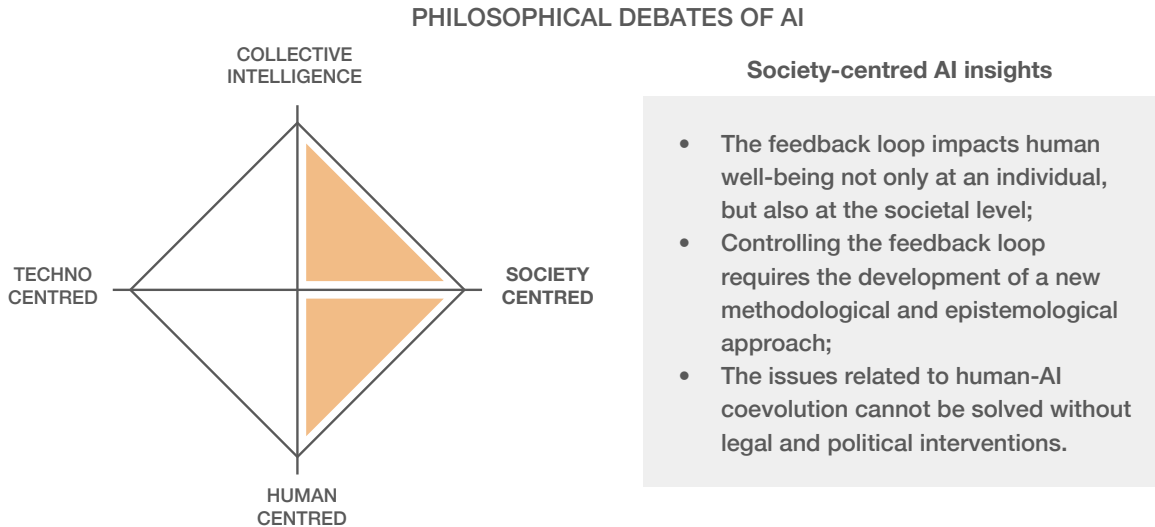 PHILOSOPHICAL DEBATES OF AI
COLLECTIVE
INTELLIGENCE
TECHNO
CENTRED
SOCIETY
CENTRED
HUMAN
CENTRED
Society-centred AI insights
• The feedback loop impacts human
well-being not only at an individual,
but also at the societal level;
• Controlling the feedback loop
requires the development of a new
methodological and epistemological
approach;
• The issues related to human-AI
coevolution cannot be solved without
legal and political interventions.